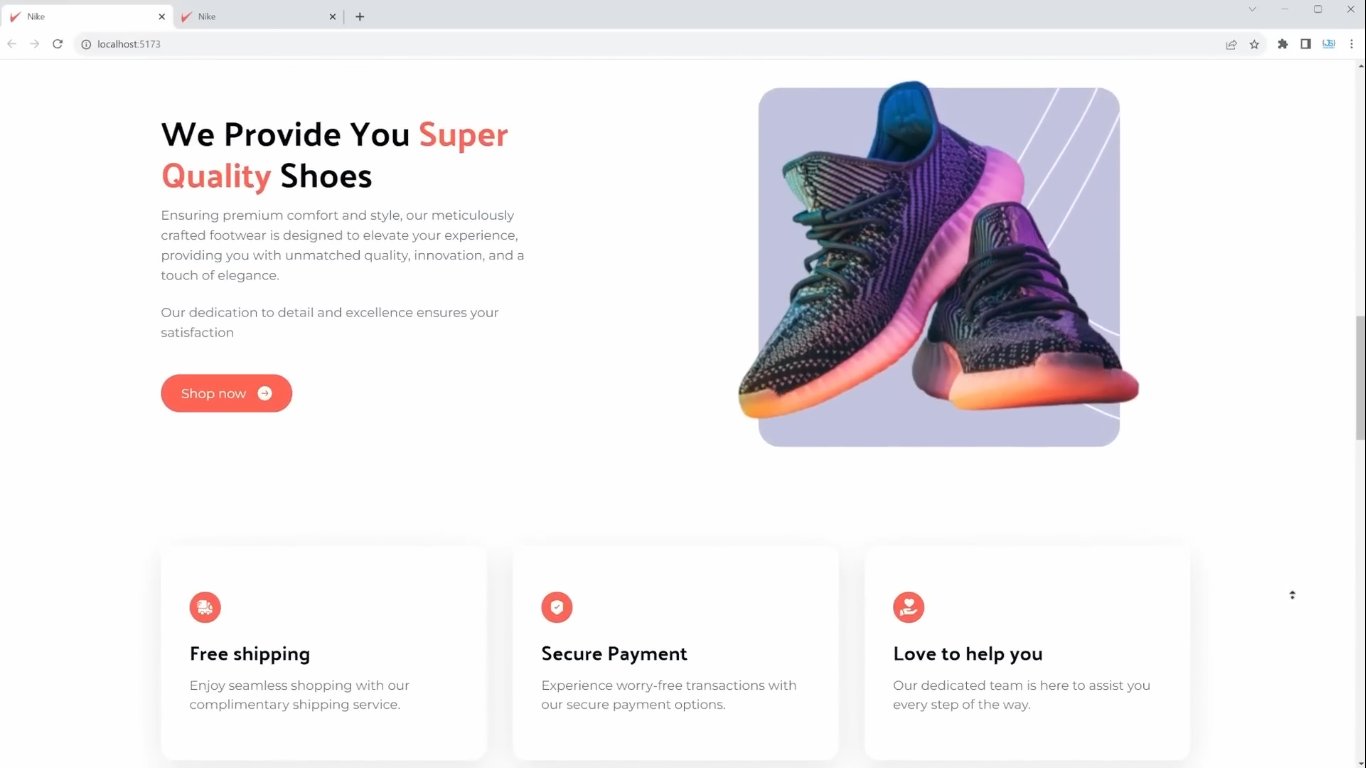 Nike
Nike
localhost:5173
We Provide You Super
Quality Shoes
Ensuring premium comfort and style, our meticulously
crafted footwear is designed to elevate your experience,
providing you with unmatched quality, innovation, and a
touch of elegance.
Our dedication to detail and excellence ensures your
satisfaction
Shop now
Free shipping
Enjoy seamless shopping with our
complimentary shipping service.
Secure Payment
Experience worry-free transactions with
our secure payment options.
Love to help you
Our dedicated team is here to assist you
every step of the way.